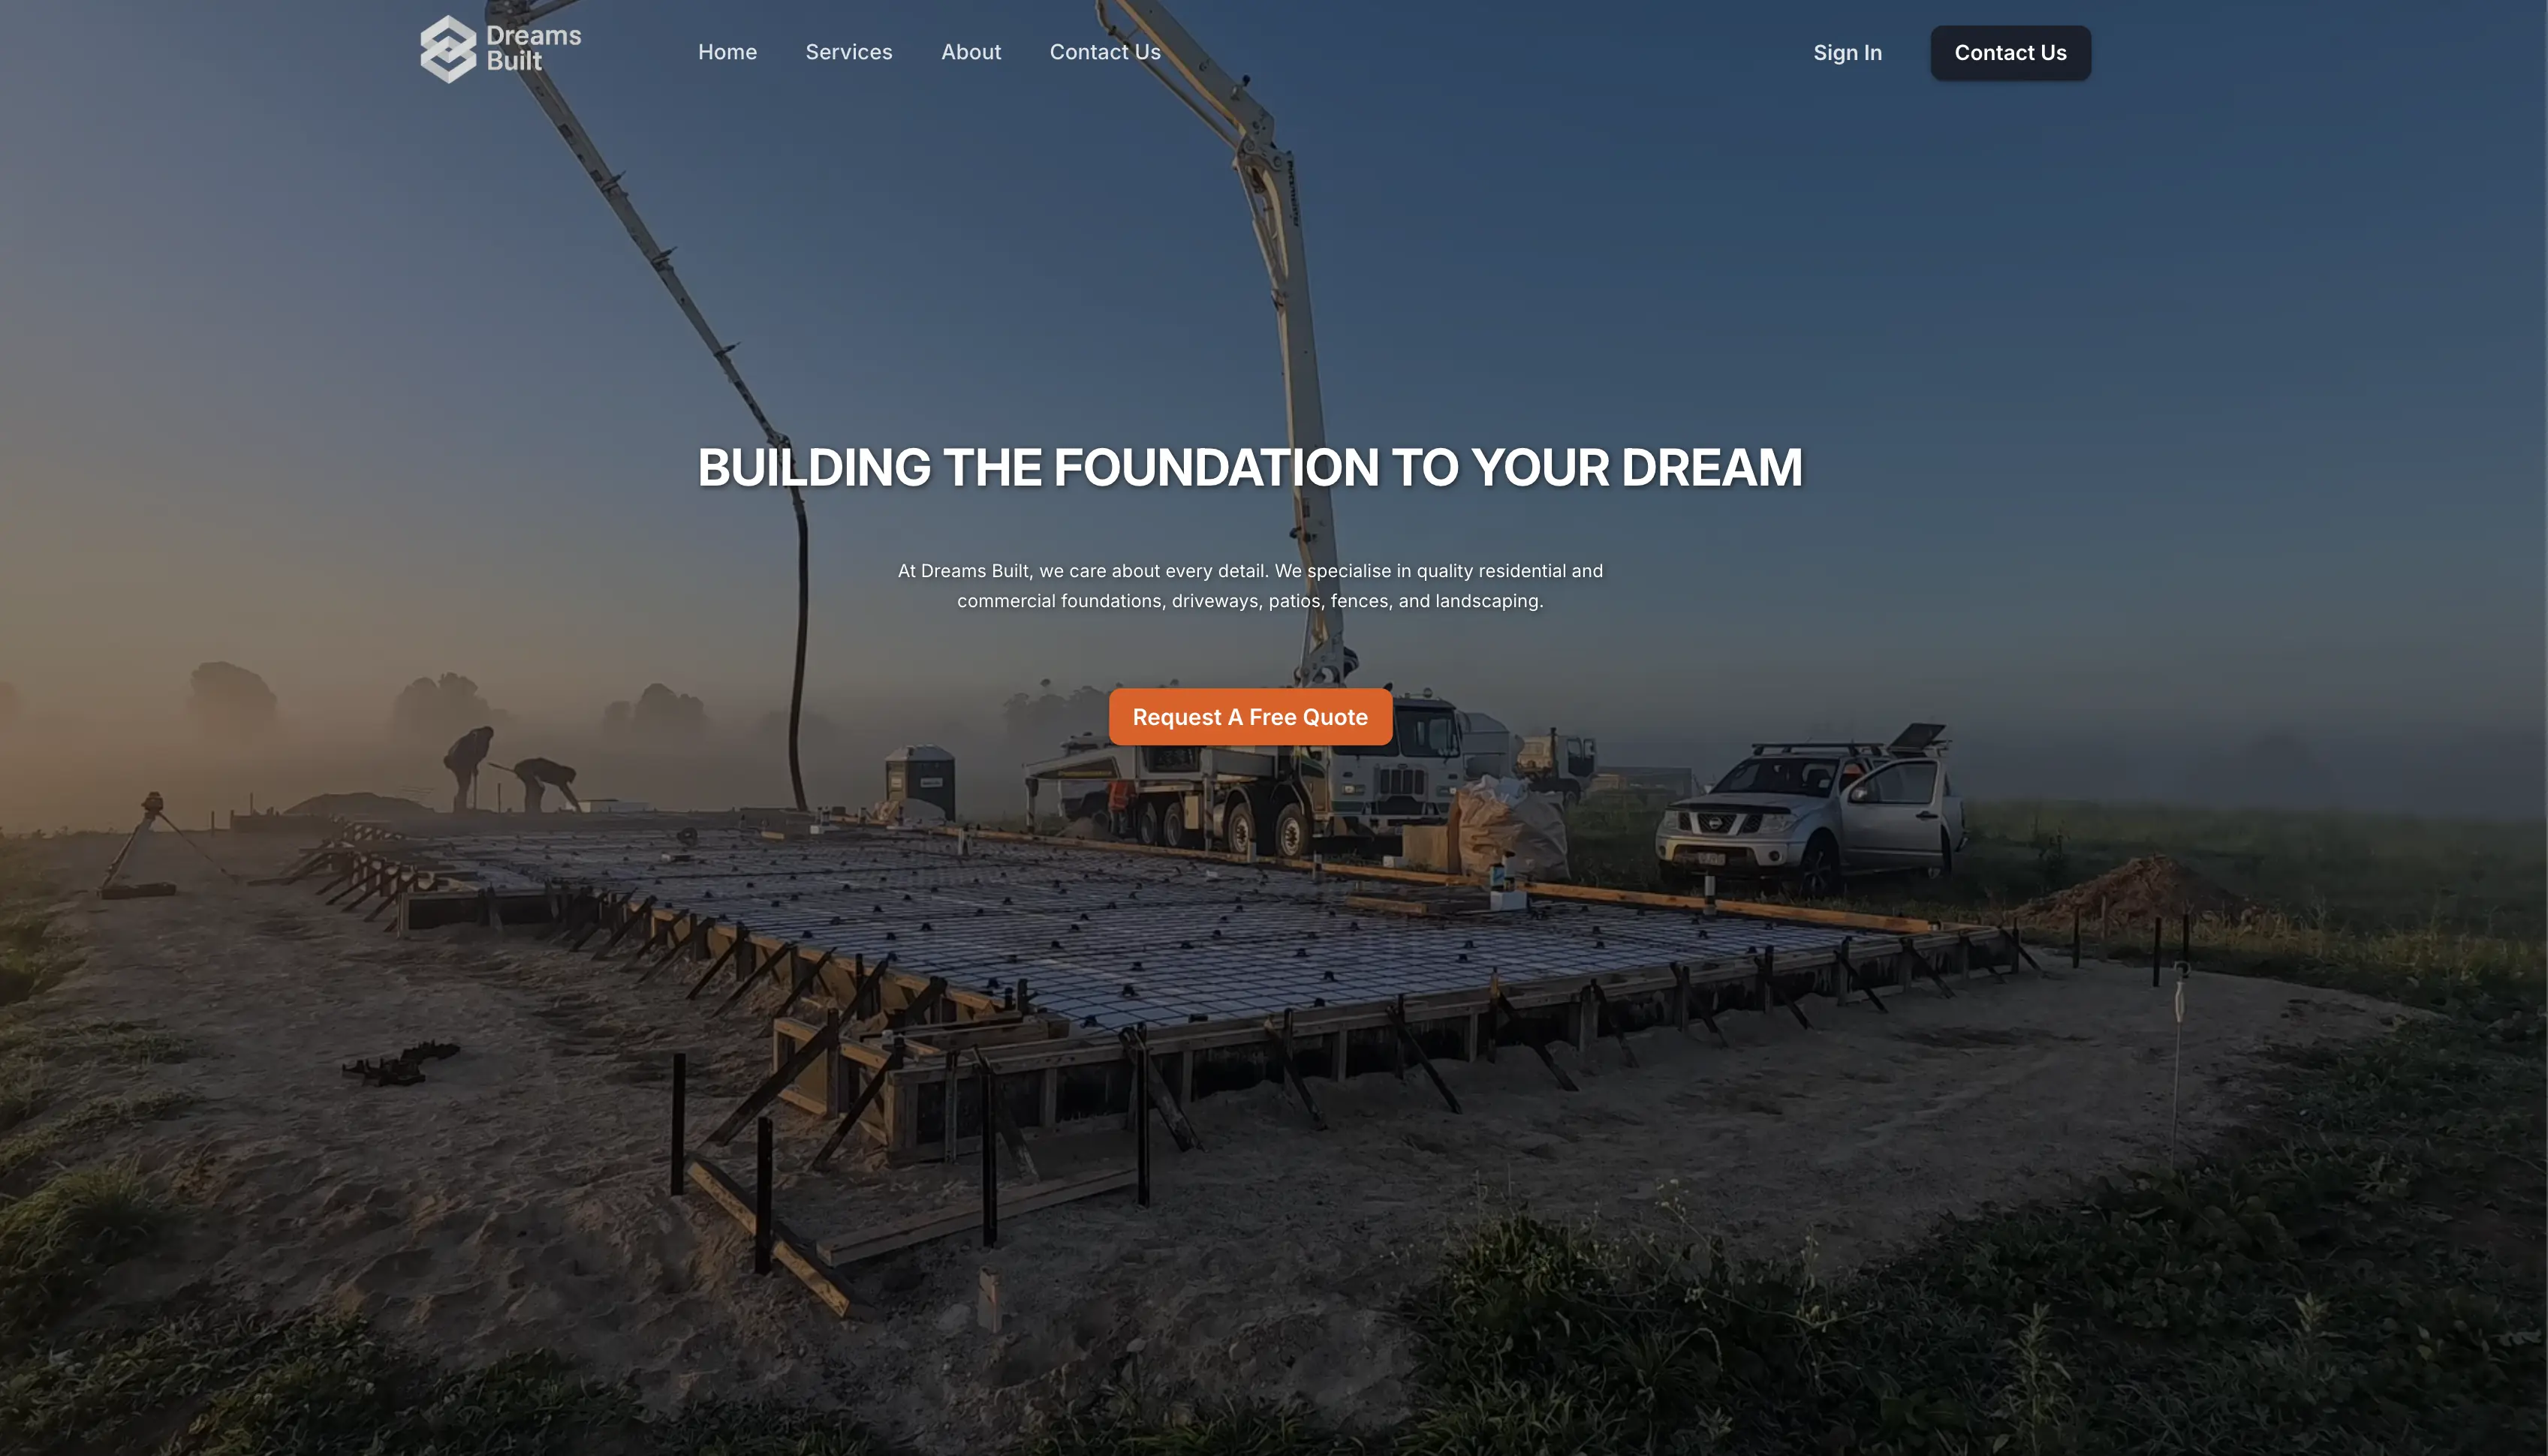 Dreams
Built
Home
Services
About
Contact Us
Sign In
Contact Us
BUILDING THE FOUNDATION TO YOUR DREAM
At Dreams Built, we care about every detail. We specialise in quality residential and
commercial foundations, driveways, patios, fences, and landscaping.
Request A Free Quote